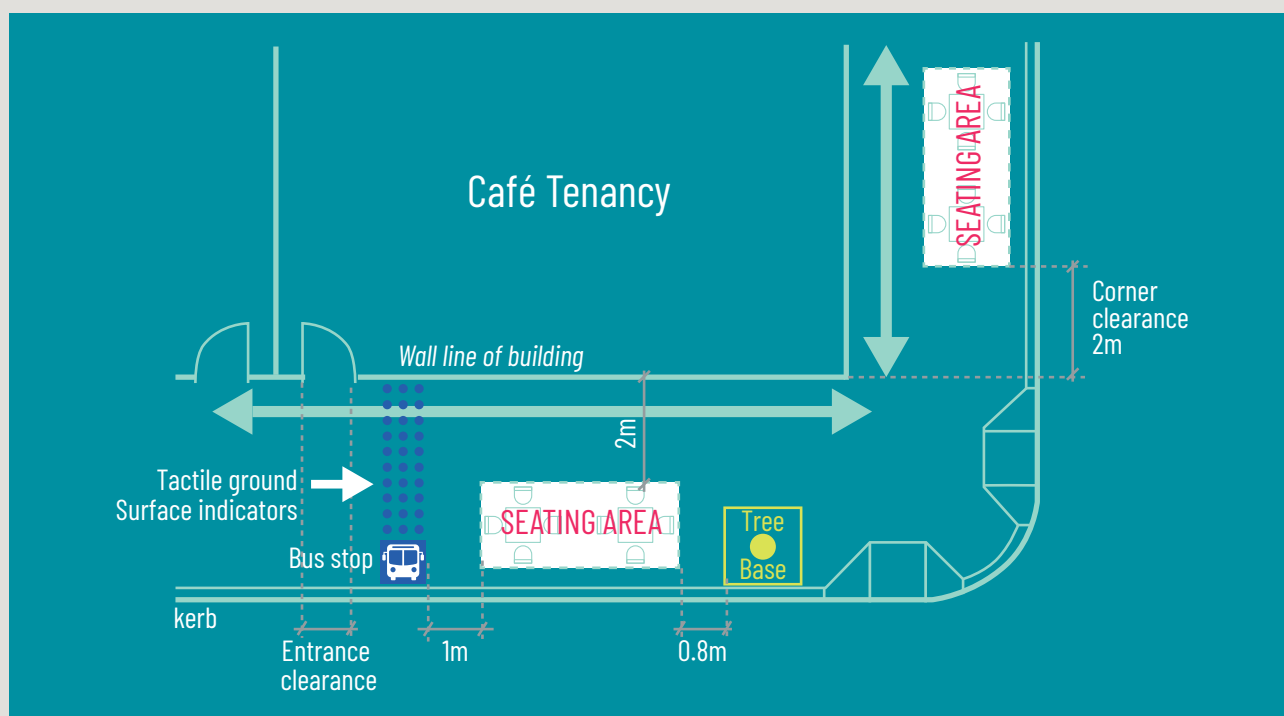 Café Tenancy
SEATING AREA
Corner
clearance
2m
Wall line of building
2m
Tactile ground
Surface indicators
SEATING AREA
Tree
Base
Bus stop
kerb
Entrance
clearance
1m
0.8m